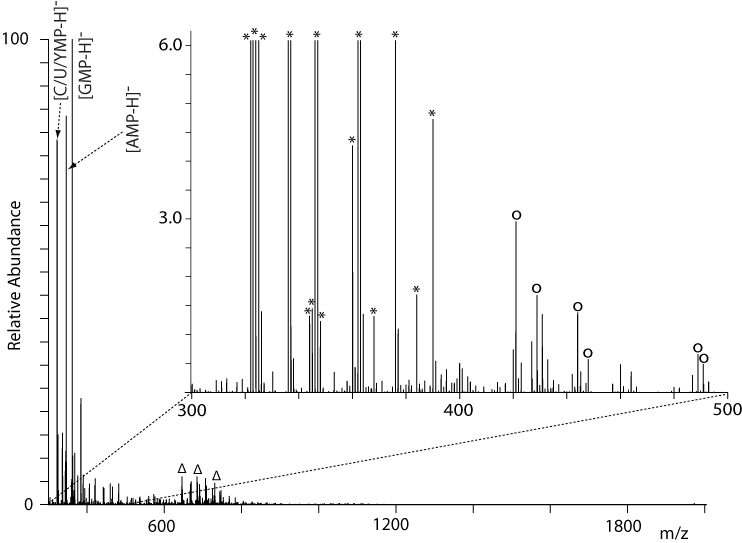 100
[C/U/YMP-H]-
[GMP-H]-
[AMP-H]-
Relative Abundance
0
600
1200
1800
m/z
6.0
3.0
300
400
500
* * * * * * * * * * * * * *
O O O O O O
Δ Δ Δ